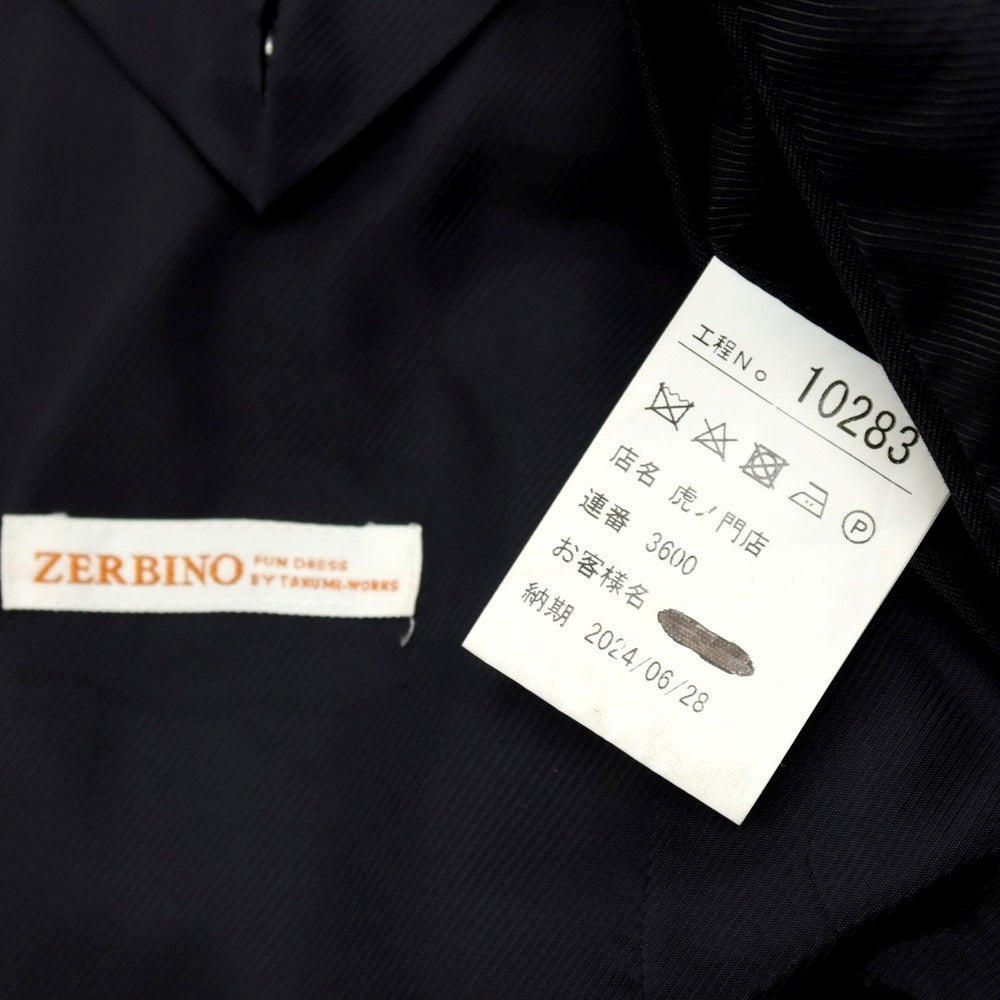 ZERBINO
FUN DRESS
BY TAKUMI-WORKS
工程No 10283
P
店名 虎ノ門店
連番 3600
お客様名
納期 2024/06/28